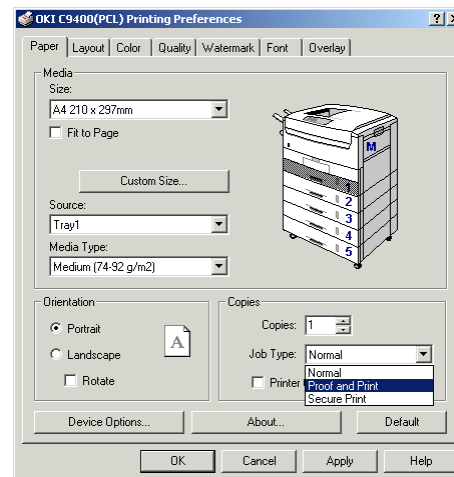 OKI C9400(PCL) Printing Preferences
Paper Layout Color Quality Watermark Font Overlay
Media
Size:
A4 210 x 297mm
Fit to Page
Custom Size...
Source:
Tray1
Media Type:
Medium (74-92 g/m2)
M
1
2
3
4
5
Orientation
Portrait
Landscape
Rotate
A
Copies
Copies: 1
Job Type: Normal
Normal
Proof and Print
Secure Print
Printer
Device Options... About... Default
OK Cancel Apply Help